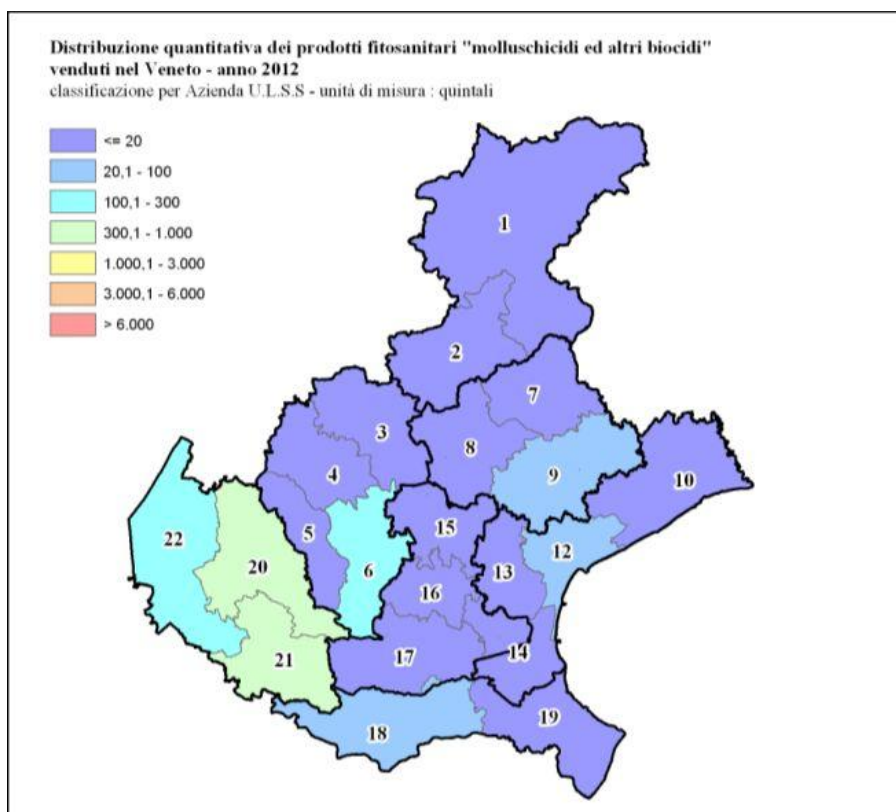 Distribuzione quantitativa dei prodotti fitosanitari "molluschicidi ed altri biocidi"
venduti nel Veneto - anno 2012
classificazione per Azienda U.L.S.S - unità di misura : quintali
<= 20
20,1 - 100
100,1 - 300
300,1 - 1.000
1.000,1 - 3.000
3.000,1 - 6.000
> 6.000
1
2
7
3
8
4
9
10
5
15
22
20
6
13
12
16
17
14
21
19
18